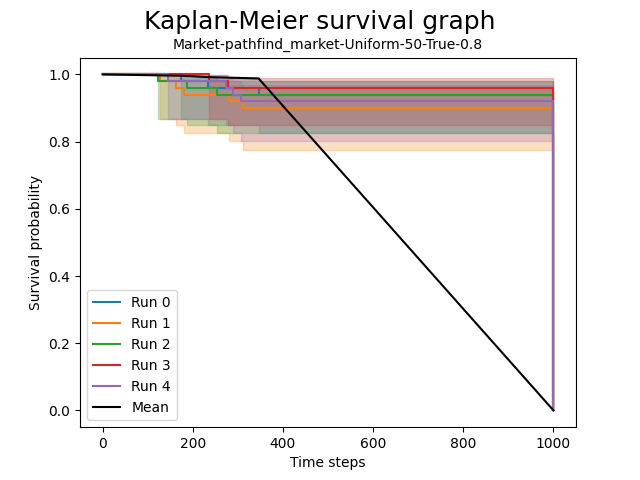 Kaplan-Meier survival graph
Market-pathfind_market-Uniform-50-True-0.8
1.0
0.8
0.6
0.4
0.2
0.0
Survival probability
Run 0
Run 1
Run 2
Run 3
Run 4
Mean
0 200 400 600 800 1000
Time steps